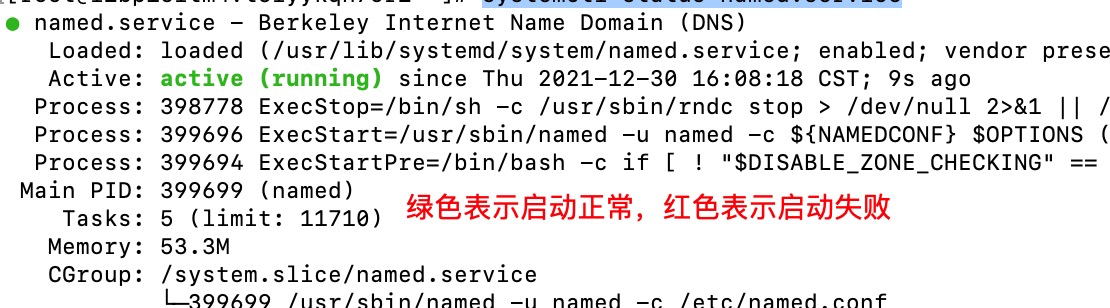 systemctl status named.service
● named.service - Berkeley Internet Name Domain (DNS)
Loaded: loaded (/usr/lib/systemd/system/named.service; enabled; vendor prese
Active: active (running) since Thu 2021-12-30 16:08:18 CST; 9s ago
Process: 398778 ExecStop=/bin/sh -c /usr/sbin/rndc stop > /dev/null 2>&1 || /
Process: 399696 ExecStart=/usr/sbin/named -u named -c ${NAMEDCONF} $OPTIONS (
Process: 399694 ExecStartPre=/bin/bash -c if [ ! "$DISABLE_ZONE_CHECKING" ==
Main PID: 399699 (named)
绿色表示启动正常，红色表示启动失败
Tasks: 5 (limit: 11710)
Memory: 53.3M
CGroup: /system.slice/named.service
└─399699 /usr/sbin/named -u named -c /etc/named.conf